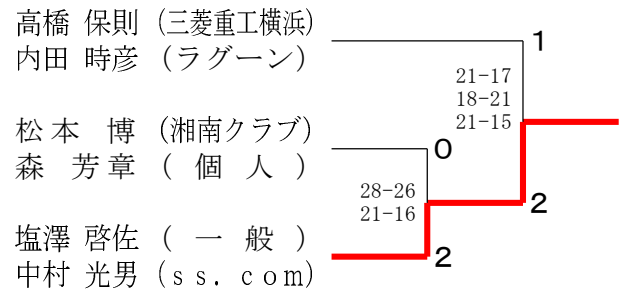 高橋 保則 (三菱重工横浜)
内田 時彦 (ラグーン)
1
21-17
18-21
21-15
松本 博 (湘南クラブ)
森 芳章 (個人)
0
28-26
21-16
2
塩澤 啓佐 (一般)
中村 光男 (ss.com)
2